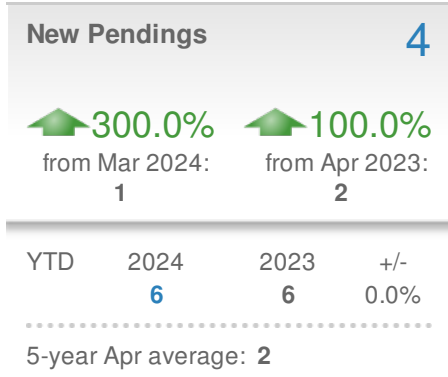 New Pendings 4
300.0% 100.0%
from Mar 2024: from Apr 2023:
1 2
YTD 2024 2023 +/-
6 6 0.0%
5-year Apr average: 2